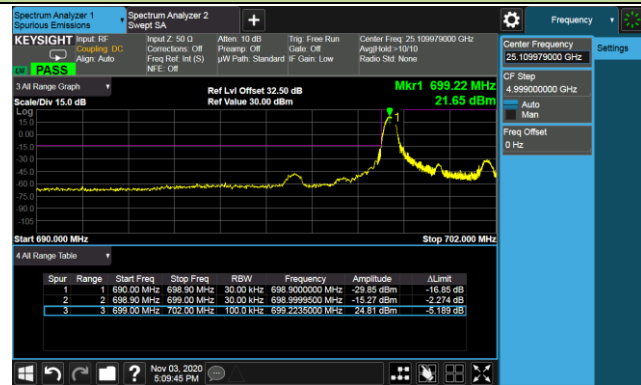 Spectrum Analyzer 1
Spurious Emissions
Spectrum Analyzer 2
Swept SA
+
Frequency
KEYSIGHT
Input: RF
Coupling: DC
Align: Auto
Input Z: 50 Ω
Corrections: Off
Freq Ref: Int (S)
NFE: Off
Atten: 10 dB
Preamp: Off
µW Path: Standard
Trig: Free Run
Gate: Off
IF Gain: Low
Center Freq: 25.109979000 GHz
Avg|Hold:>10/10
Radio Std: None
LW PASS
Center Frequency
25.109979000 GHz
Settings
CF Step
4.999000000 GHz
Auto
Man
Freq Offset
0 Hz
3 All Range Graph
Ref Lvl Offset 32.50 dB
Mkr1 699.22 MHz
Scale/Div 15.0 dB
Ref Value 30.00 dBm
21.65 dBm
Log
15.0
0.00
-15.0
-30.0
-45.0
-60.0
-75.0
-90.0
-105
1
Start 690.000 MHz
Stop 702.000 MHz
4 All Range Table
Spur Range Start Freq Stop Freq RBW Frequency Amplitude ΔLimit
1 1 690.00 MHz 698.90 MHz 30.00 kHz 698.9000000 MHz -29.85 dBm -16.85 dB
2 2 698.90 MHz 699.00 MHz 30.00 kHz 698.9999500 MHz -15.27 dBm -2.274 dB
3 3 699.00 MHz 702.00 MHz 100.0 kHz 699.2235000 MHz 24.81 dBm -5.189 dB
?
Nov 03, 2020
5:09:45 PM